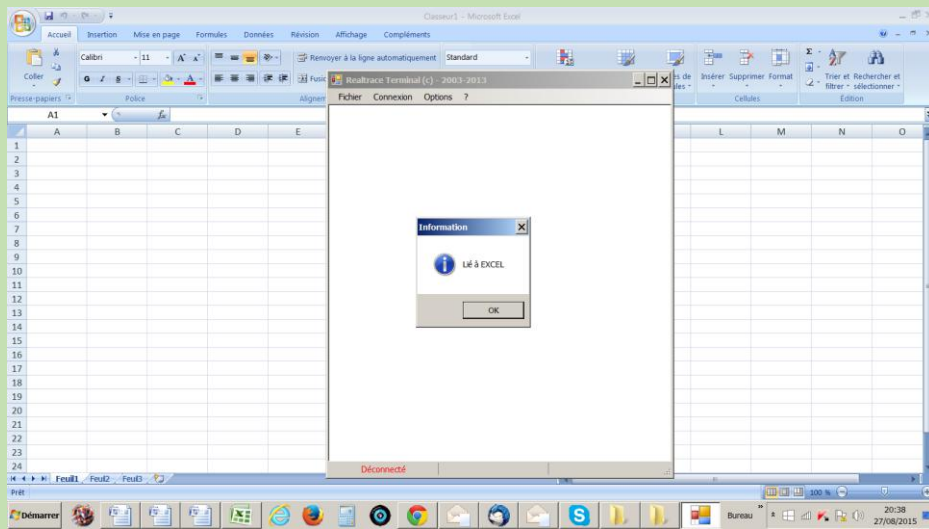 Classeur1 - Microsoft Excel
Accueil Insertion Mise en page Formules Données Révision Affichage Compléments
Calibri 11 A A Renvoyer à la ligne automatiquement Standard
Coller G I S Insérer Supprimer Format Trier et filtrer Rechercher et sélectionner
Presse-papiers Police Cellules Édition
A1 fx
A B C D E L M N O
Realtrace Terminal (c) - 2003-2013
Fichier Connexion Options ?
Information
Lié à EXCEL
OK
Déconnecté
1
2
3
4
5
6
7
8
9
10
11
12
13
14
15
16
17
18
19
20
21
22
23
24
Feuil1 Feuil2 Feuil3
Prêt 100 %
Démarrer Bureau 20:38
27/08/2015